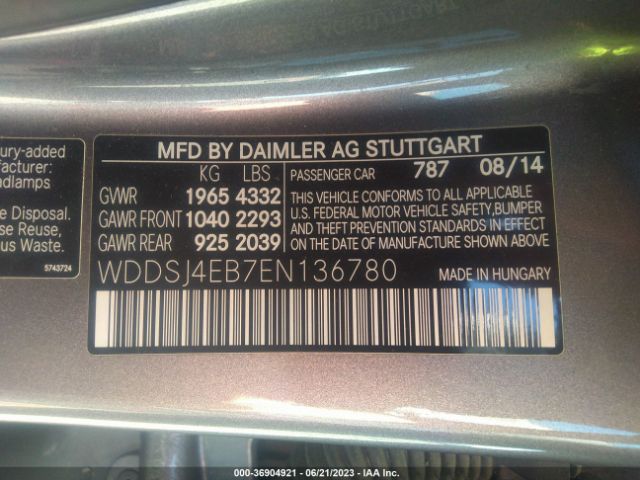 ury-added
facturer:
adlamps
e Disposal.
se Reuse,
us Waste.
5743724
MFD BY DAIMLER AG STUTTGART
KG LBS
GVWR 1965 4332
GAWR FRONT 1040 2293
GAWR REAR 925 2039
PASSENGER CAR 787 08/14
THIS VEHICLE CONFORMS TO ALL APPLICABLE
U.S. FEDERAL MOTOR VEHICLE SAFETY, BUMPER
AND THEFT PREVENTION STANDARDS IN EFFECT
ON THE DATE OF MANUFACTURE SHOWN ABOVE.
WDDSJ4EB7EN136780
MADE IN HUNGARY
000-36904921 - 06/21/2023 - IAA Inc.